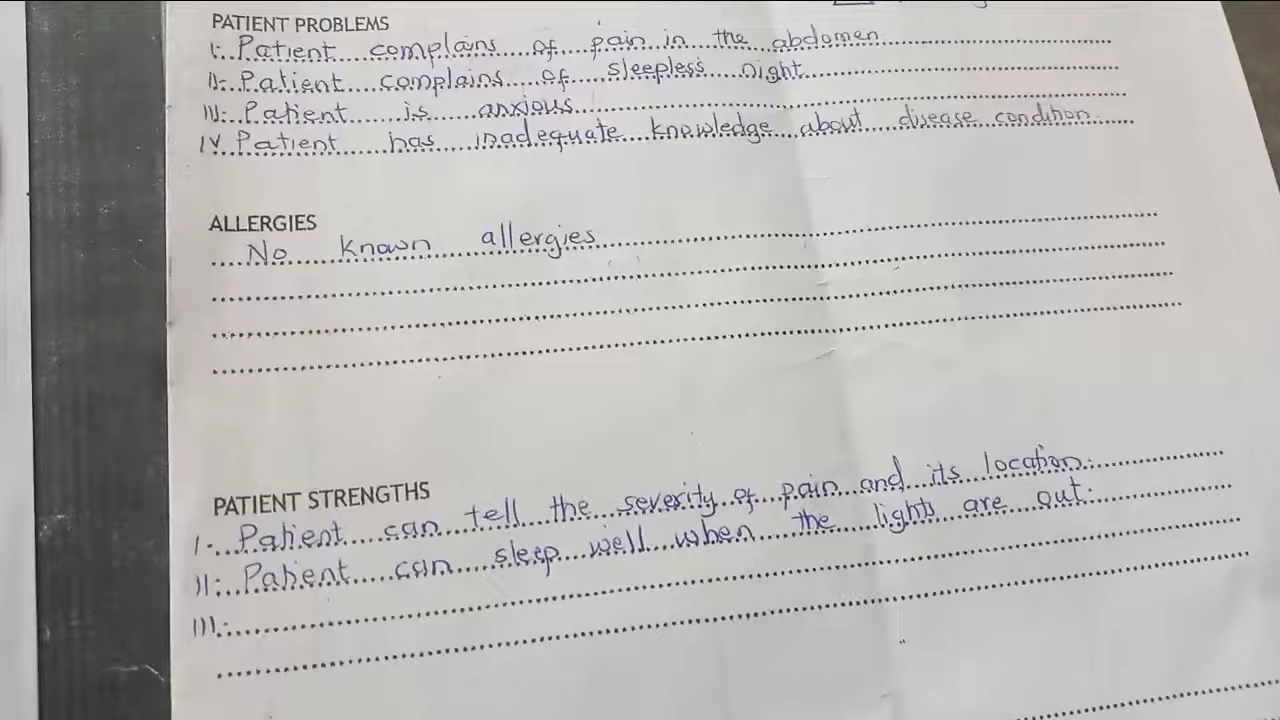 PATIENT PROBLEMS
I. Patient complains of pain in the abdomen
II. Patient complains of sleepless night
III. Patient is anxious
IV Patient has inadequate knowledge about disease condition
ALLERGIES
No known allergies
PATIENT STRENGTHS
I. Patient can tell the severity of pain and its location.
II. Patient can sleep well when the lights are out.
III.